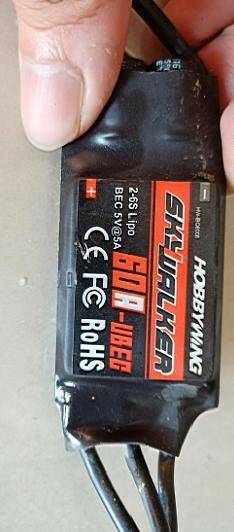 HOBBYWING
SKYWALKER
60A-UBEC
2-6S Lipo
BEC 5V@5A
CE FC RoHS
+
-